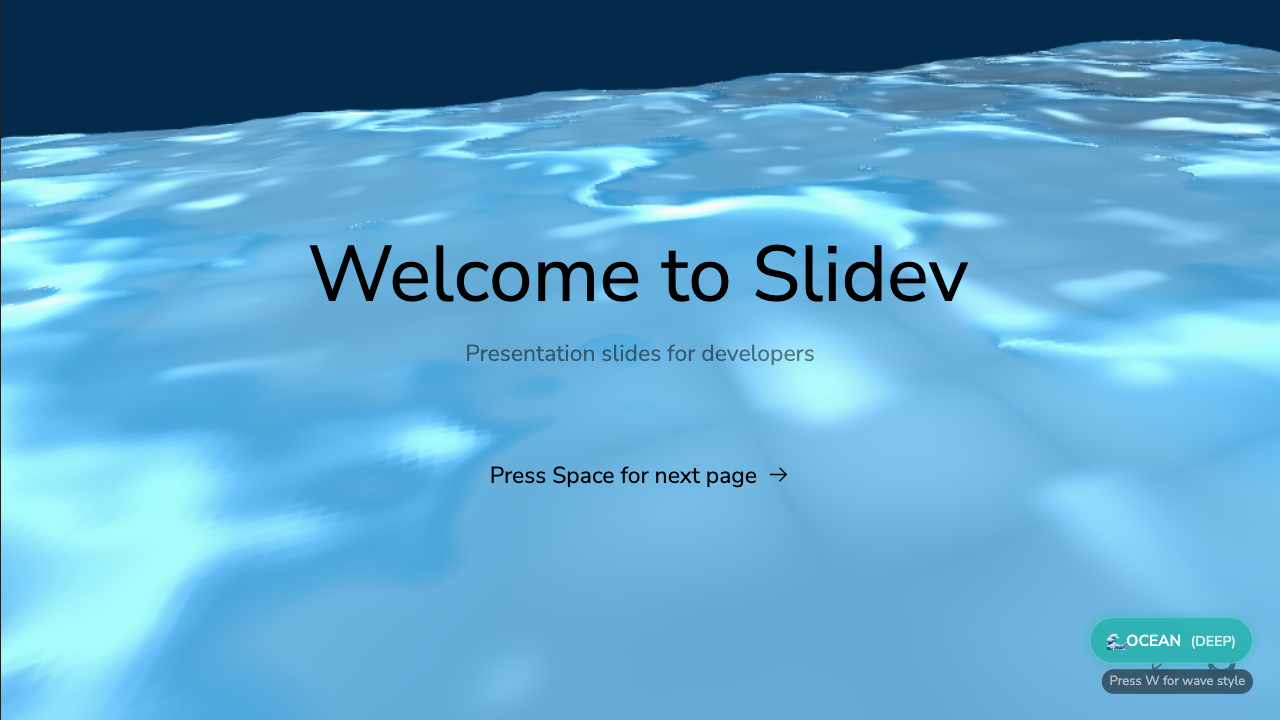 Welcome to Slidev
Presentation slides for developers
Press Space for next page →
🌊OCEAN (DEEP)
Press W for wave style